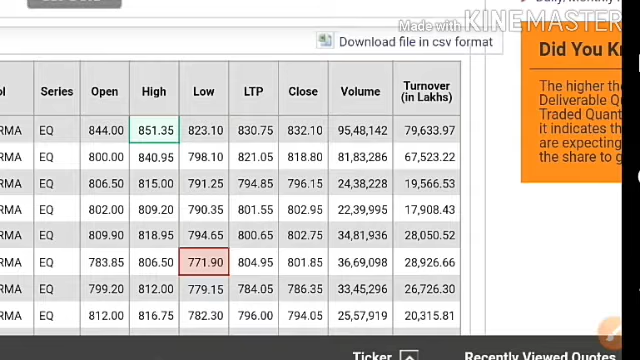 Made with KINEMASTER
Download file in csv format
Did You Kn
The higher the
Deliverable Qu
Traded Quant
it indicates th
are expecting
the share to g
ol Series Open High Low LTP Close Volume Turnover (in Lakhs)
RMA EQ 844.00 851.35 823.10 830.75 832.10 95,48,142 79,633.97
RMA EQ 800.00 840.95 798.10 821.05 818.80 81,83,286 67,523.22
RMA EQ 806.50 815.00 791.25 794.85 796.15 24,38,228 19,566.53
RMA EQ 802.00 809.20 790.35 801.55 802.95 22,39,995 17,908.43
RMA EQ 809.90 818.95 794.65 800.65 802.75 34,81,936 28,050.52
RMA EQ 783.85 806.50 771.90 804.95 801.85 36,69,098 28,926.66
RMA EQ 799.20 812.00 779.15 784.05 786.35 33,45,296 26,726.30
RMA EQ 812.00 816.75 782.30 796.00 794.05 25,57,919 20,315.81
Ticker Recently Viewed Quotes